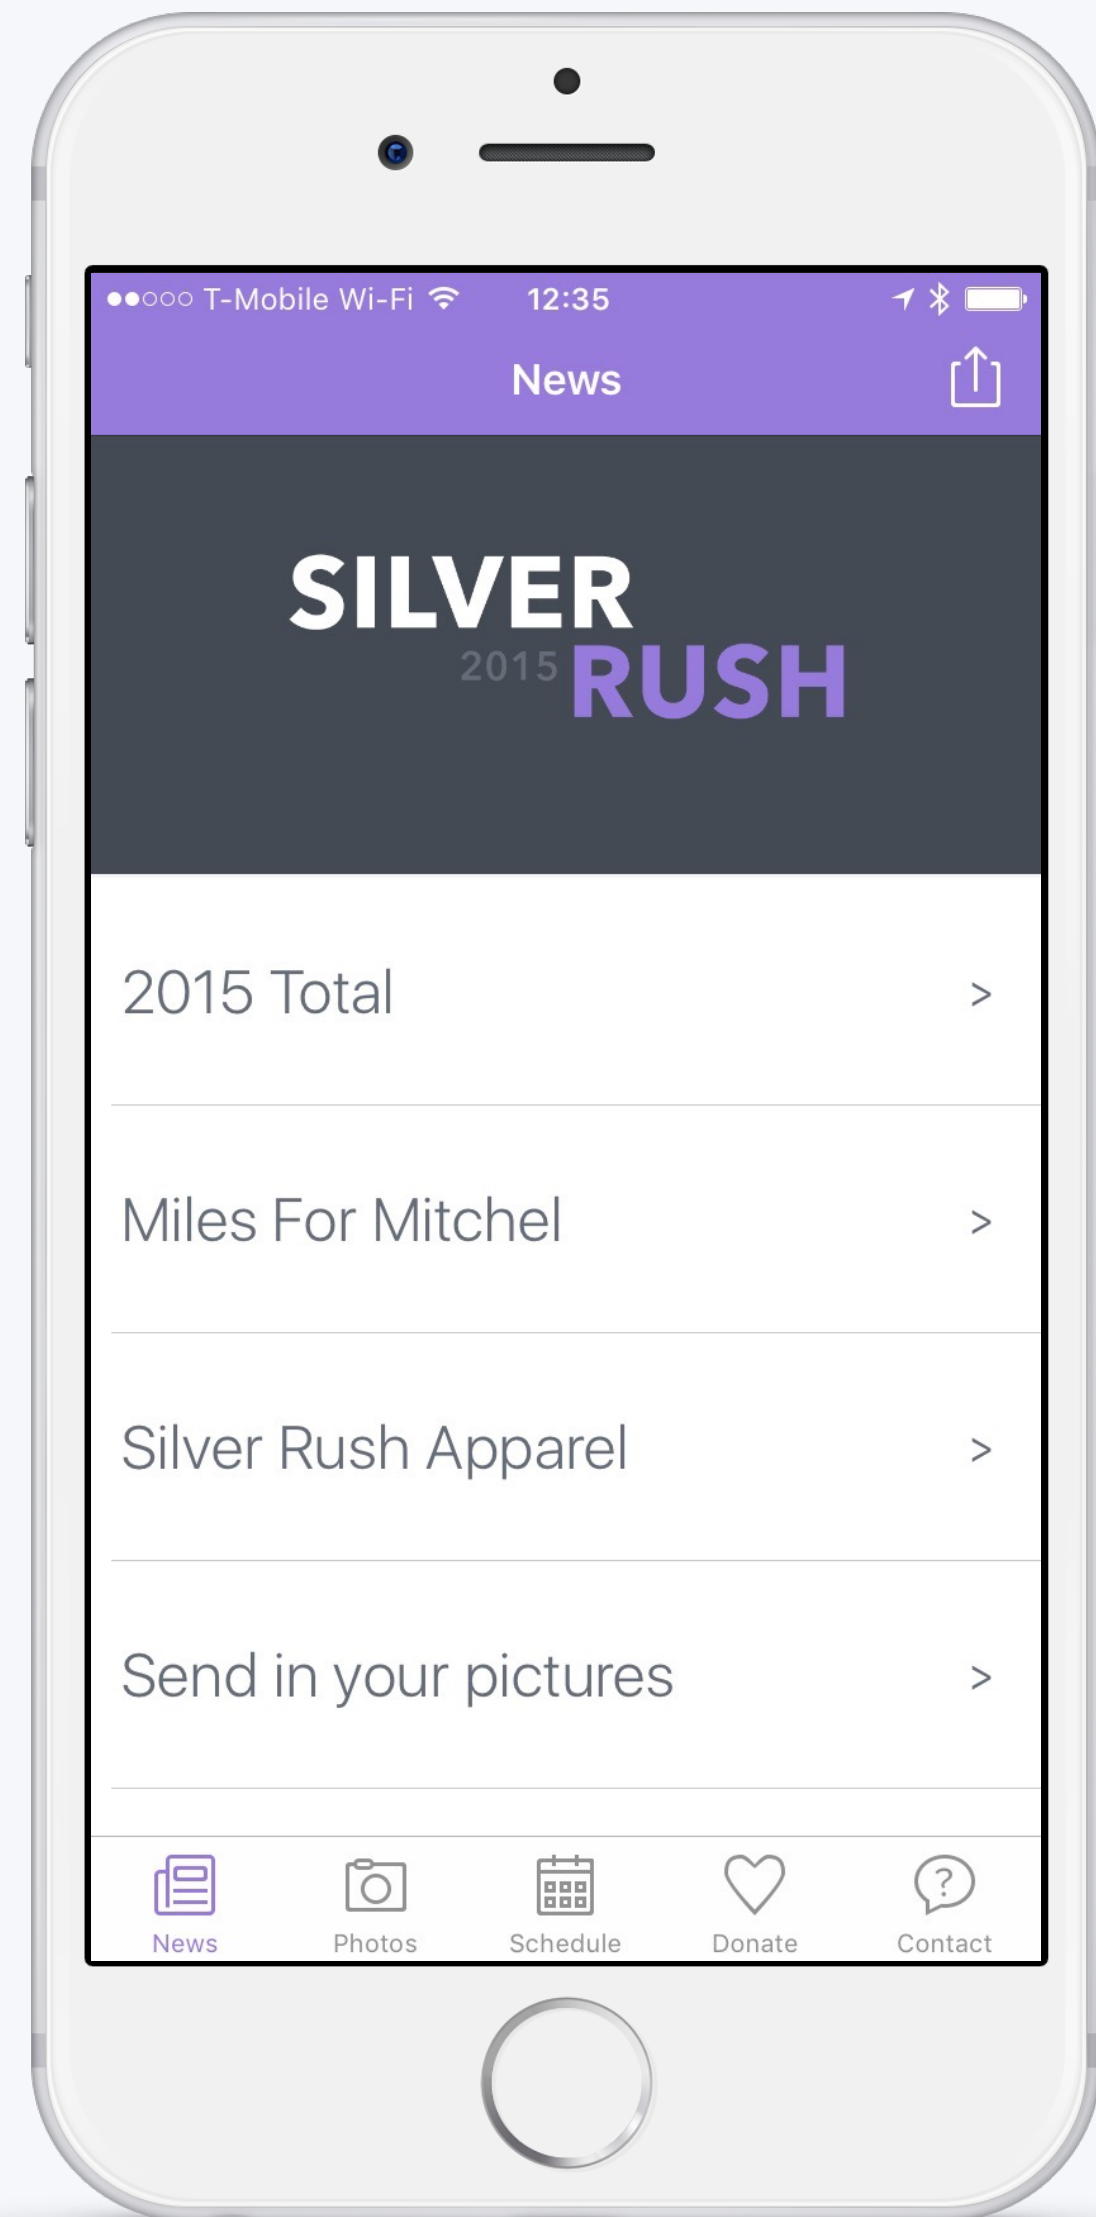 T-Mobile Wi-Fi 12:35
News
SILVER
2015 RUSH
2015 Total >
Miles For Mitchel >
Silver Rush Apparel >
Send in your pictures >
News Photos Schedule Donate Contact